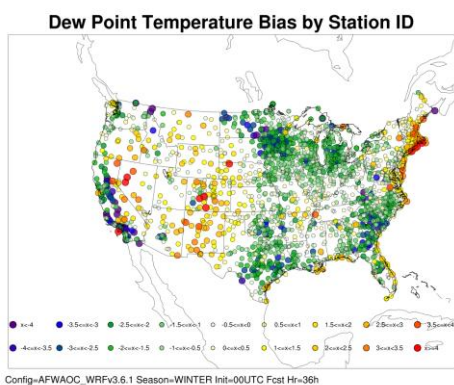 Dew Point Temperature Bias by Station ID
x<-4 -3.5<=x<-3 -2.5<=x<-2 -1.5<=x<-1 -0.5<=x<0 0.5<=x<1 1.5<=x<2 2.5<=x<3 3.5<=x<4
-4<=x<-3.5 -3<=x<-2.5 -2<=x<-1.5 -1<=x<-0.5 0<=x<0.5 1<=x<1.5 2<=x<2.5 3<=x<3.5 x>=4
Config=AFWAOC_WRFv3.6.1 Season=WINTER Init=00UTC Fcst Hr=36h